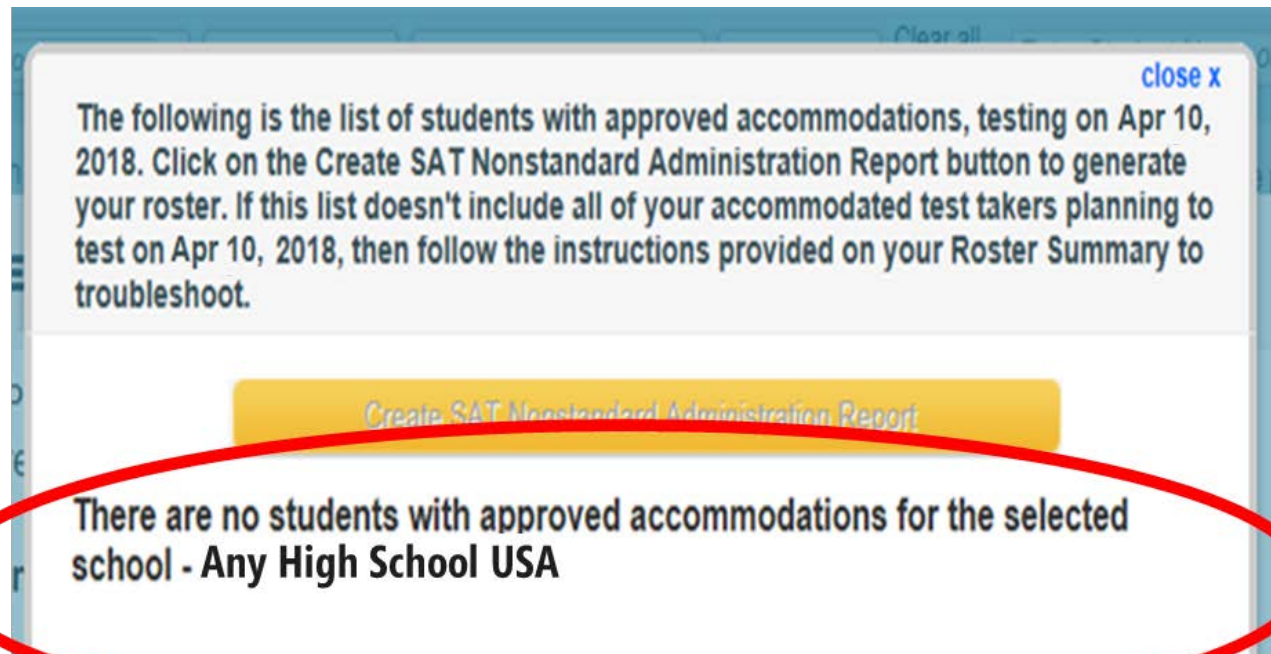 Clear all
close x
The following is the list of students with approved accommodations, testing on Apr 10,
2018. Click on the Create SAT Nonstandard Administration Report button to generate
your roster. If this list doesn't include all of your accommodated test takers planning to
test on Apr 10, 2018, then follow the instructions provided on your Roster Summary to
troubleshoot.
Create SAT Nonstandard Administration Report
There are no students with approved accommodations for the selected
school - Any High School USA